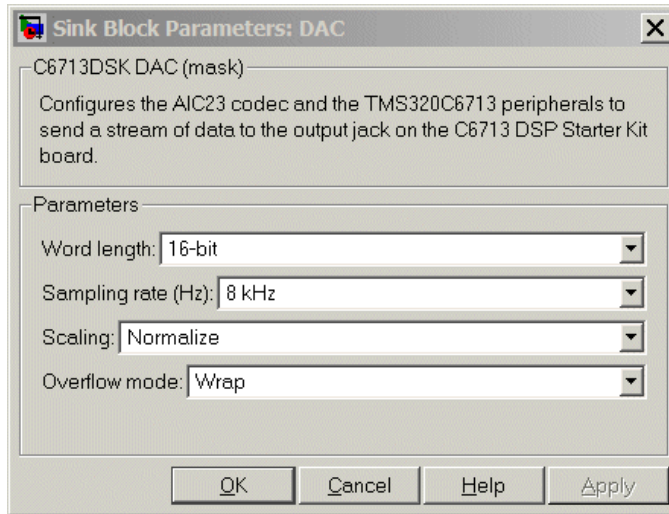 Sink Block Parameters: DAC
C6713DSK DAC (mask)
Configures the AIC23 codec and the TMS320C6713 peripherals to
send a stream of data to the output jack on the C6713 DSP Starter Kit
board.
Parameters
Word length: 16-bit
Sampling rate (Hz): 8 kHz
Scaling: Normalize
Overflow mode: Wrap
OK Cancel Help Apply